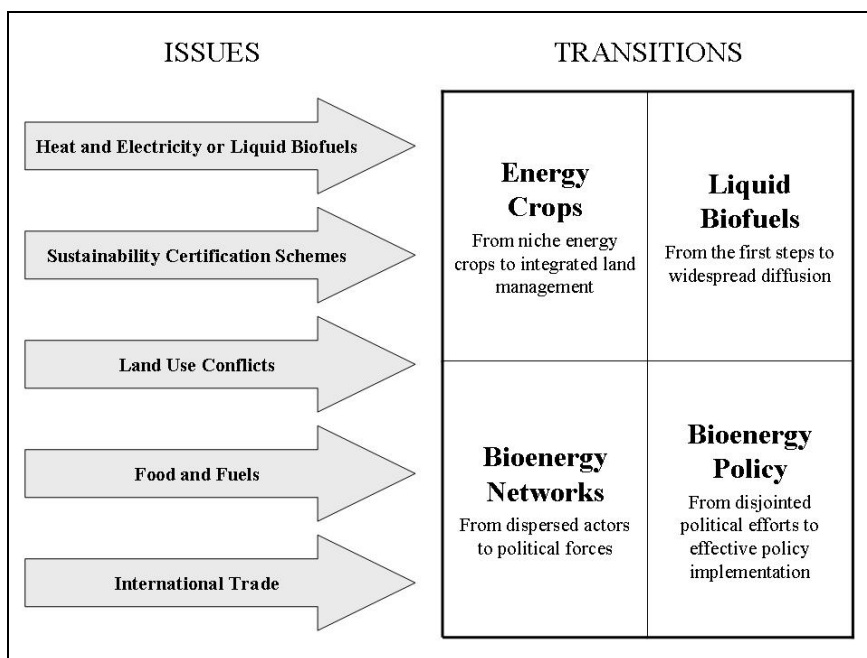 ISSUES
TRANSITIONS
Heat and Electricity or Liquid Biofuels
Sustainability Certification Schemes
Land Use Conflicts
Food and Fuels
International Trade
Energy
Crops
From niche energy
crops to integrated land
management
Liquid
Biofuels
From the first steps to
widespread diffusion
Bioenergy
Networks
From dispersed actors
to political forces
Bioenergy
Policy
From disjointed
political efforts to
effective policy
implementation